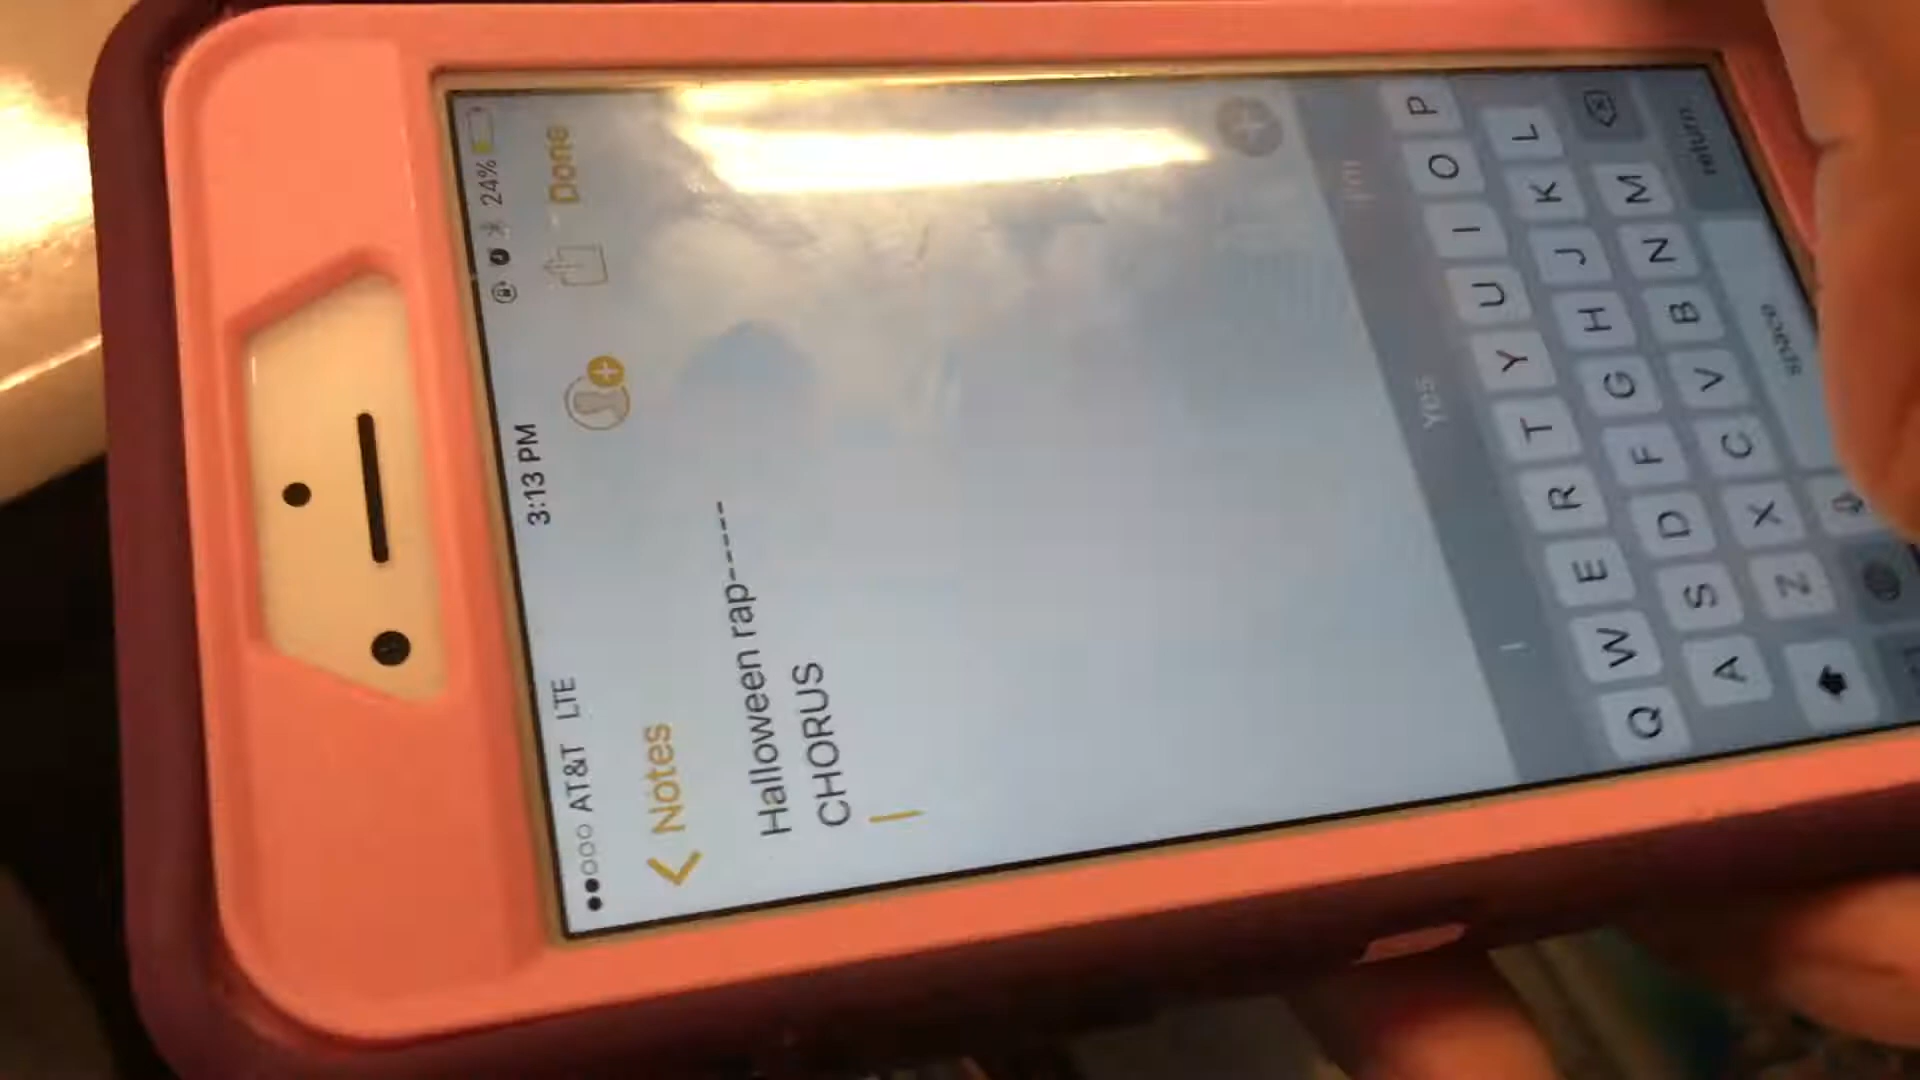 AT&T LTE 3:13 PM 24%
Notes Done
Halloween rap-----
CHORUS
I Yes I'm
Q W E R T Y U I O P
A S D F G H J K L
Z X C V B N M
space return